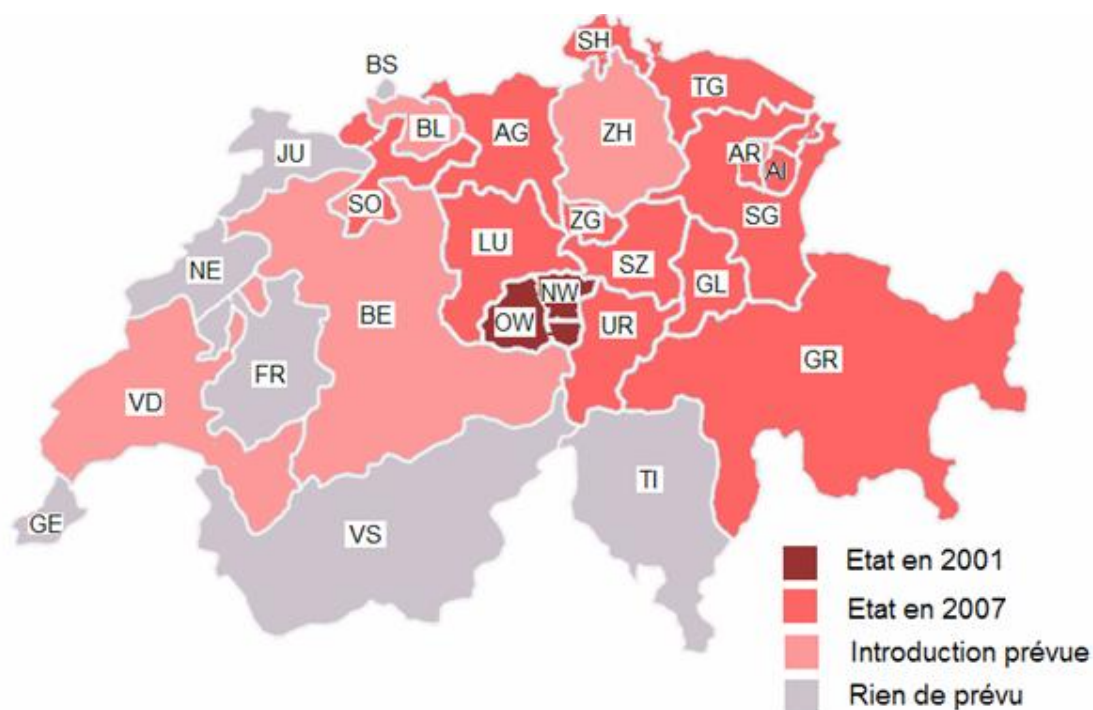 SH
BS
TG
BL
AG
ZH
JU
AR
AI
SO
ZG
SG
LU
SZ
NE
GL
NW
BE
OW
UR
FR
GR
VD
TI
GE
VS
Etat en 2001
Etat en 2007
Introduction prévue
Rien de prévu